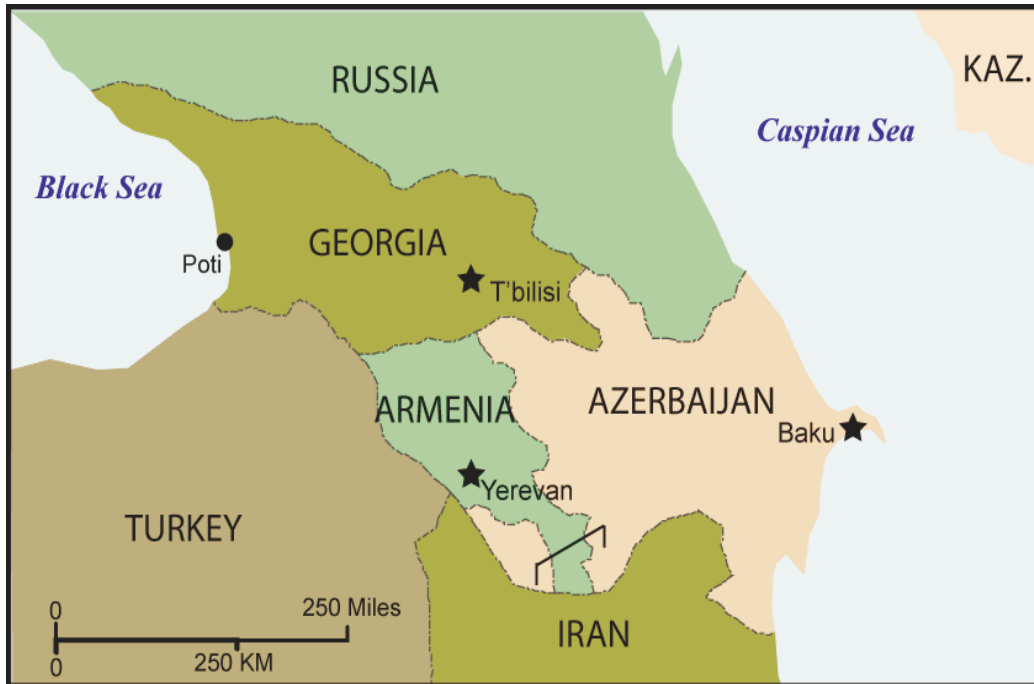 RUSSIA
KAZ.
Caspian Sea
Black Sea
GEORGIA
Poti
T'bilisi
ARMENIA
AZERBAIJAN
Baku
Yerevan
TURKEY
IRAN
0
250 Miles
0
250 KM